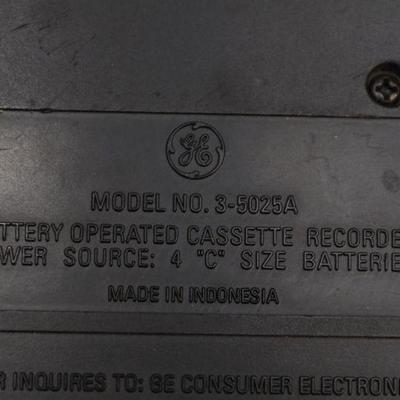 GE
MODEL NO. 3-5025A
TTERY OPERATED CASSETTE RECORDE
WER SOURCE: 4 "C" SIZE BATTERIE
MADE IN INDONESIA
R INQUIRES TO: GE CONSUMER ELECTRON